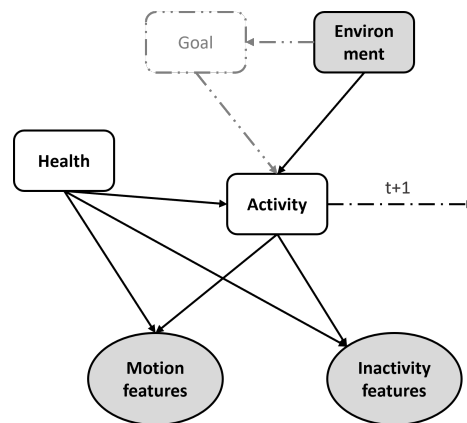 Goal
Environ
ment
Health
Activity
t+1
Motion
features
Inactivity
features